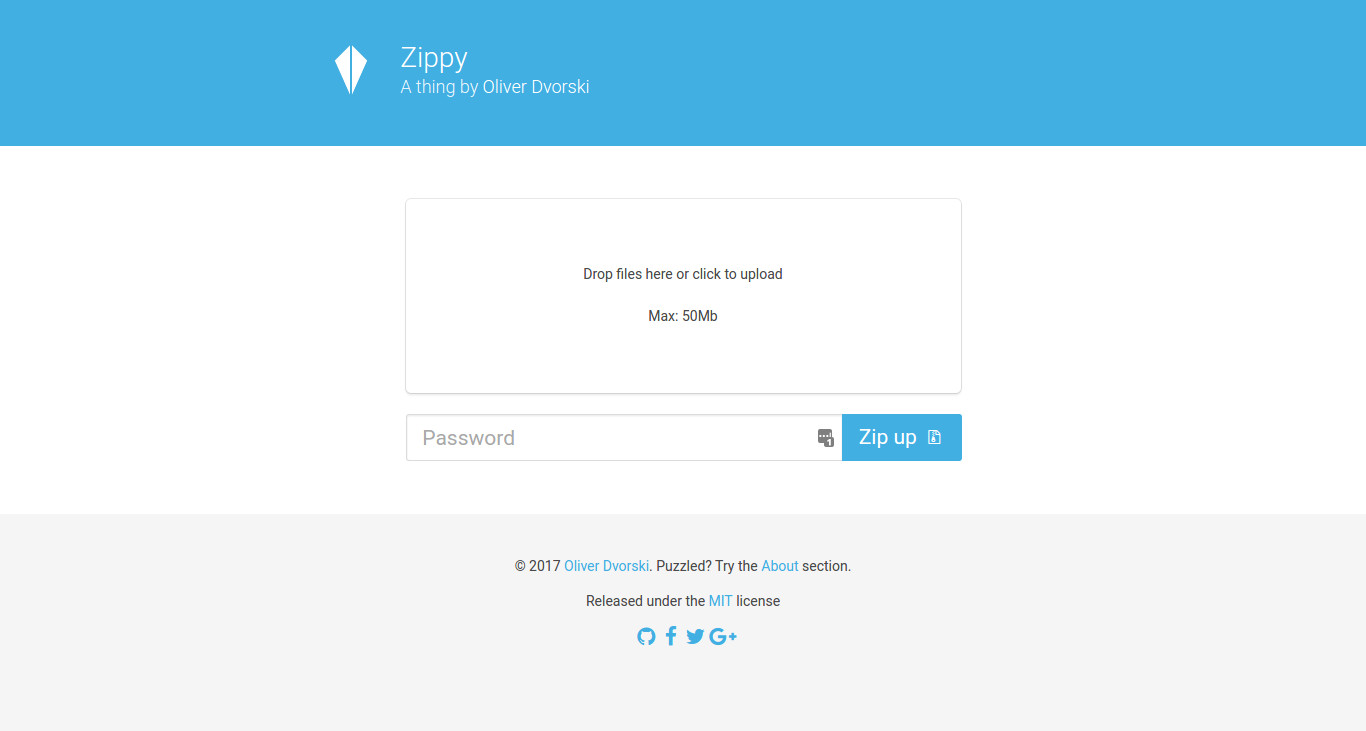 Zippy
A thing by Oliver Dvorski
Drop files here or click to upload
Max: 50Mb
Password
1
Zip up
© 2017 Oliver Dvorski. Puzzled? Try the About section.
Released under the MIT license